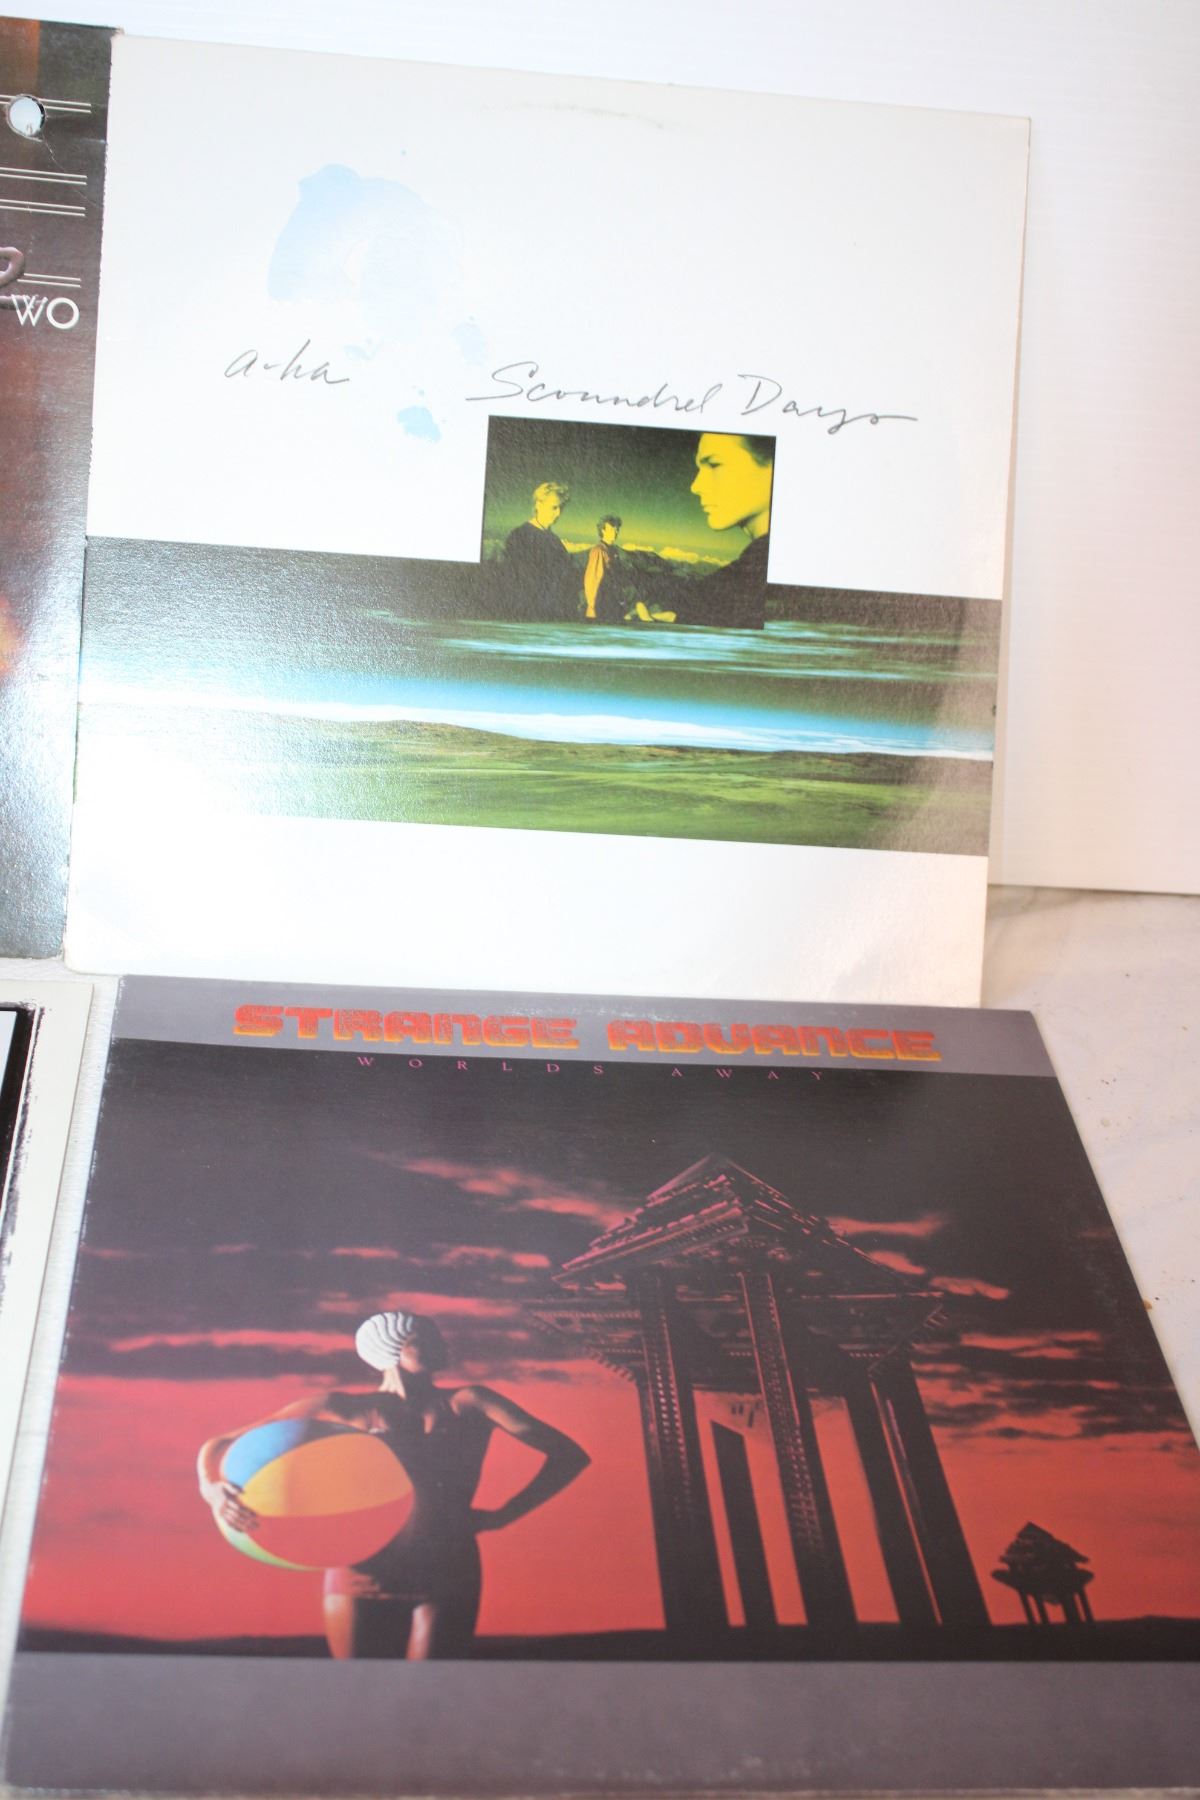 WO
a-ha Scoundrel Days
STRANGE ADVANCE
WORLDS AWAY